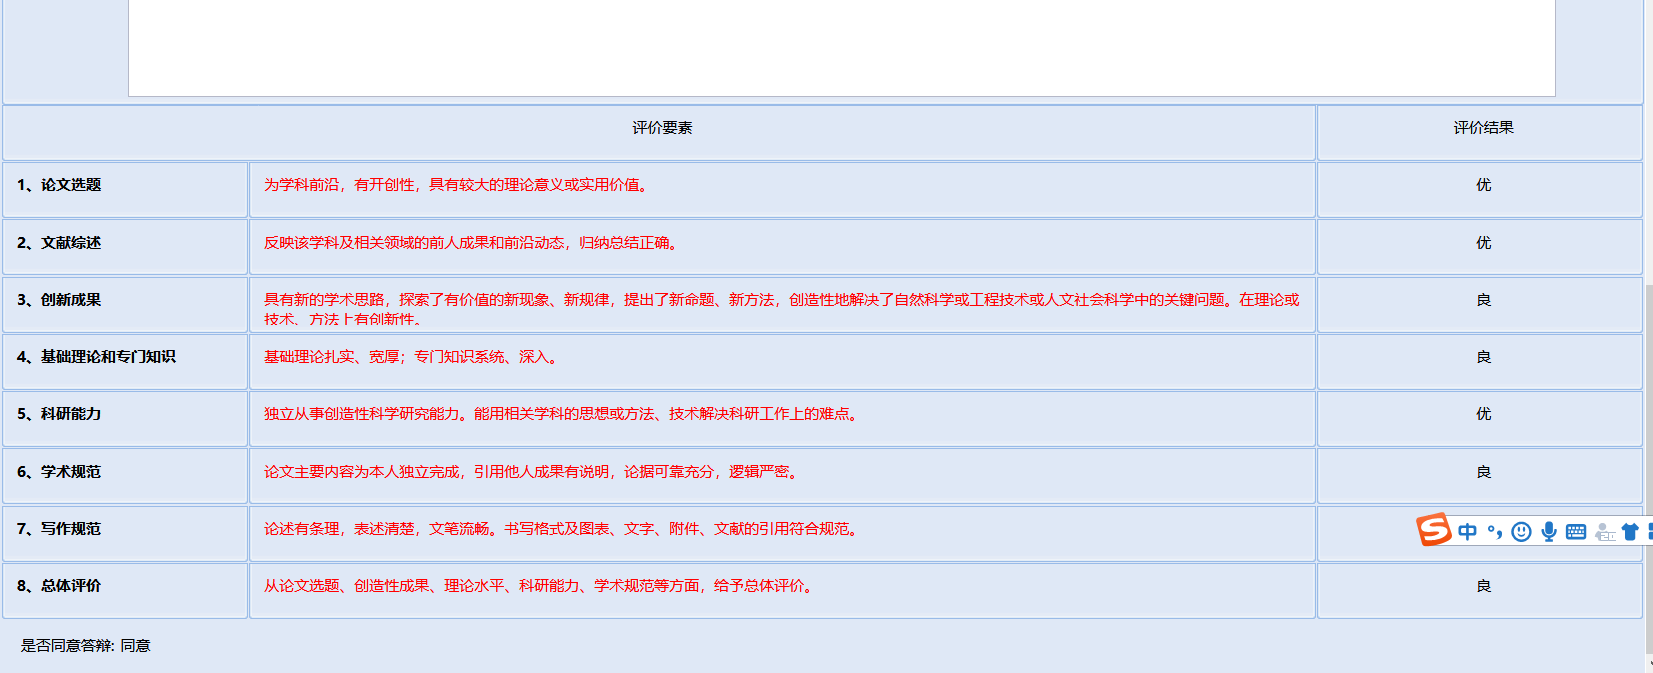 评价要素 评价结果
1、论文选题 为学科前沿，有开创性，具有较大的理论意义或实用价值。 优
2、文献综述 反映该学科及相关领域的前人成果和前沿动态，归纳总结正确。 优
3、创新成果 具有新的学术思路，探索了有价值的新现象、新规律，提出了新命题、新方法，创造性地解决了自然科学或工程技术或人文社会科学中的关键问题。在理论或 良
技术、方法上有创新性。
4、基础理论和专门知识 基础理论扎实、宽厚；专门知识系统、深入。 良
5、科研能力 独立从事创造性科学研究能力。能用相关学科的思想或方法、技术解决科研工作上的难点。 优
6、学术规范 论文主要内容为本人独立完成，引用他人成果有说明，论据可靠充分，逻辑严密。 良
7、写作规范 论述有条理，表述清楚，文笔流畅。书写格式及图表、文字、附件、文献的引用符合规范。
S 中
8、总体评价 从论文选题、创造性成果、理论水平、科研能力、学术规范等方面，给予总体评价。 良
是否同意答辩: 同意